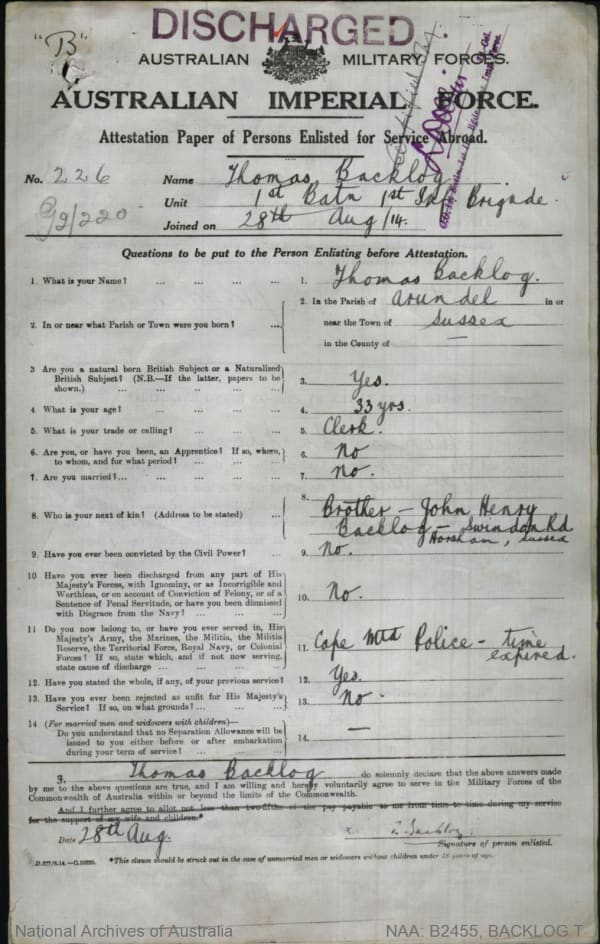 DISCHARGED
"B"
AUSTRALIAN MILITARY FORCES.
AUSTRALIAN IMPERIAL FORCE.
Attestation Paper of Persons Enlisted for Service Abroad.
No. 226 Name Thomas Backlog
G2/220 Unit 1st Batn 1st Inf Brigade.
Joined on 28th Aug/14.
Questions to be put to the Person Enlisting before Attestation.
1. What is your Name? ... ... ... ... 1. Thomas Backlog.
2. In or near what Parish or Town were you born? ... 2. In the Parish of Arundel in or
near the Town of Sussex
in the County of —
3 Are you a natural born British Subject or a Naturalized
British Subject? (N.B.—If the latter, papers to be
shown.) ... ... ... ... ... 3. Yes.
4. What is your age? ... ... ... ... 4. 33 yrs.
5. What is your trade or calling? ... ... ... 5. Clerk.
6. Are you, or have you been, an Apprentice? If so, where,
to whom, and for what period? ... ... ... 6. No
7. Are you married?... ... ... ... ... 7. No.
8. Who is your next of kin? (Address to be stated) ... 8. Brother – John Henry
Backlog – Swindon Rd
Horsham, Sussex
9. Have you ever been convicted by the Civil Power? ... 9. No.
10 Have you ever been discharged from any part of His
Majesty's Forces, with Ignominy, or as Incorrigible and
Worthless, or on account of Conviction of Felony, or of a
Sentence of Penal Servitude, or have you been dismissed
with Disgrace from the Navy? ... ... ... 10. No.
11 Do you now belong to, or have you ever served in, His
Majesty's Army, the Marines, the Militia, the Militia
Reserve, the Territorial Force, Royal Navy, or Colonial
Forces? If so, state which, and if not now serving,
state cause of discharge ... ... ... 11. Cape Mtd Police – time
expired.
12. Have you stated the whole, if any, of your previous service? 12. Yes.
13. Have you ever been rejected as unfit for His Majesty's
Service? If so, on what grounds? ... ... 13. No.
14 (For married men and widowers with children)—
Do you understand that no Separation Allowance will be
issued to you either before or after embarkation
during your term of service? ... ... ... 14. —
I, Thomas Backlog do solemnly declare that the above answers made
by me to the above questions are true, and I am willing and hereby voluntarily agree to serve in the Military Forces of the
Commonwealth of Australia within or beyond the limits of the Commonwealth.
And I further agree to allot not less than two-fifths of the pay payable to me from time to time during my service
for the support of my wife and children.*
Date 28th Aug. x T. Backlog
Signature of person enlisted.
*This clause should be struck out in the case of unmarried men or widowers without children under 18 years of age.
National Archives of Australia NAA: B2455, BACKLOG T